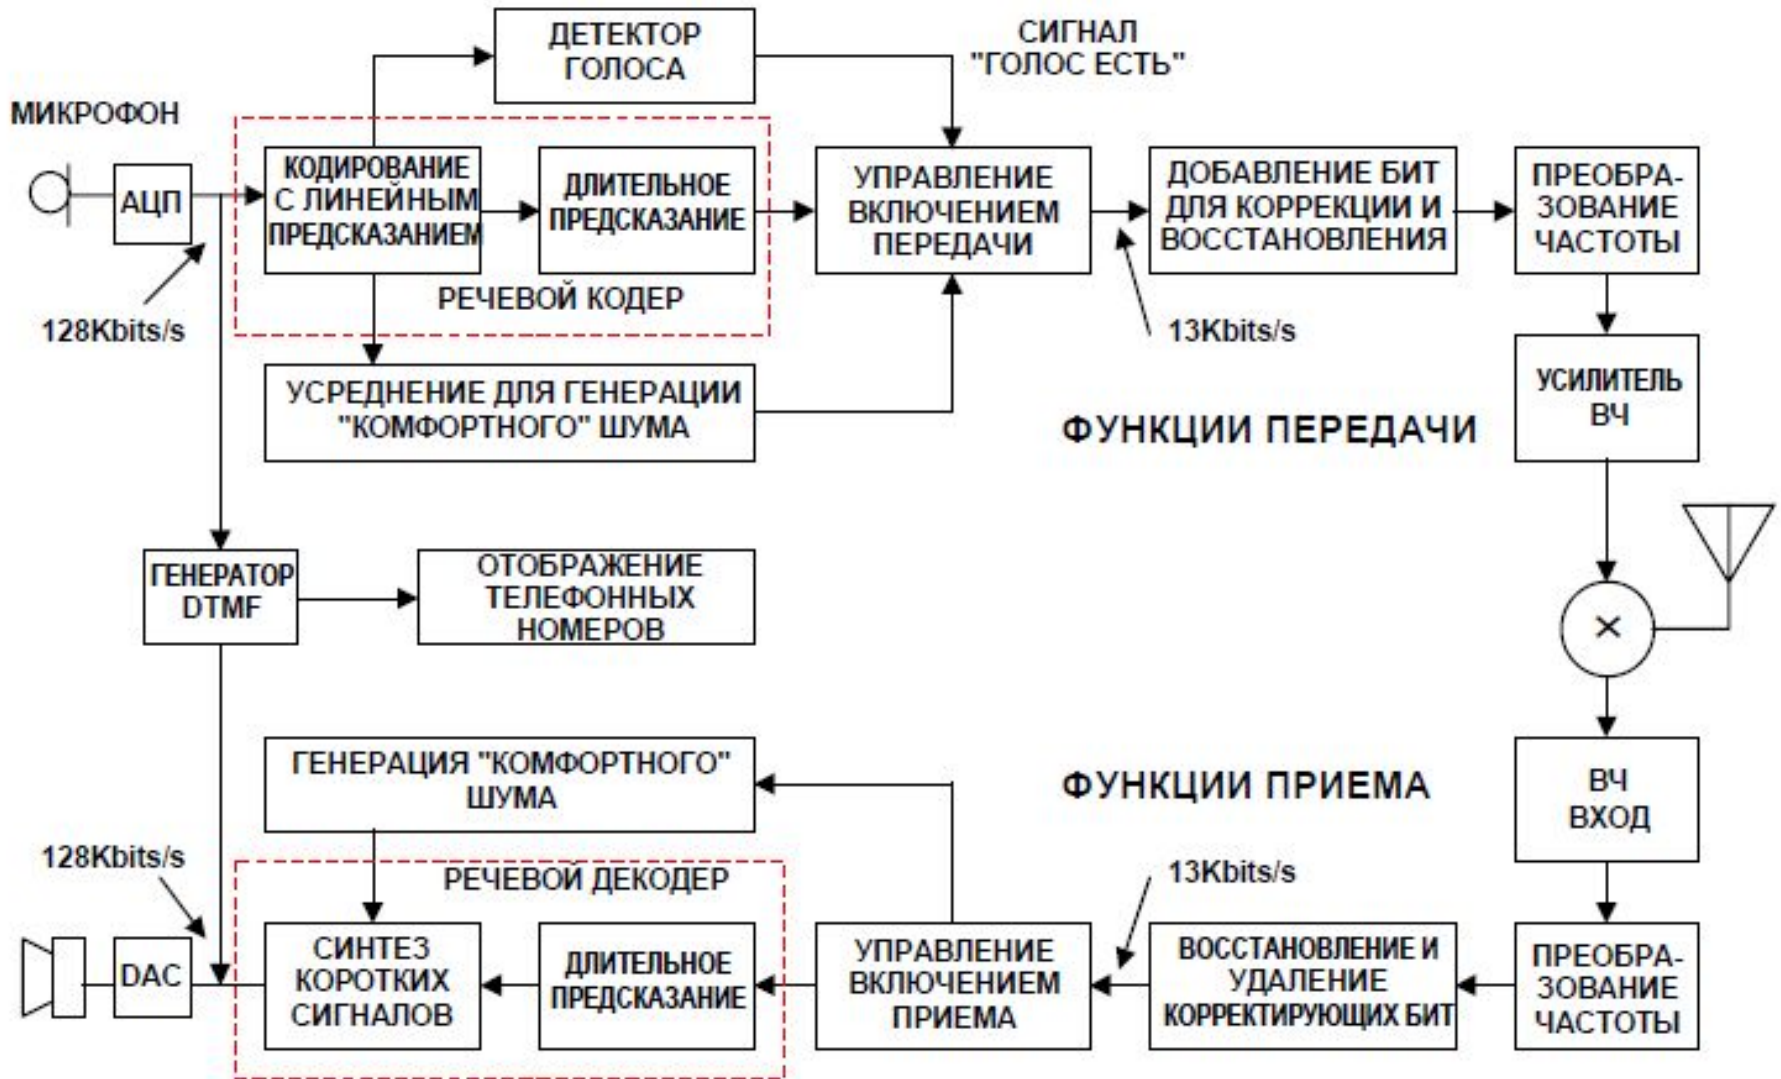 ДЕТЕКТОР
ГОЛОСА
СИГНАЛ
"ГОЛОС ЕСТЬ"
МИКРОФОН
АЦП
КОДИРОВАНИЕ
С ЛИНЕЙНЫМ
ПРЕДСКАЗАНИЕМ
ДЛИТЕЛЬНОЕ
ПРЕДСКАЗАНИЕ
РЕЧЕВОЙ КОДЕР
УПРАВЛЕНИЕ
ВКЛЮЧЕНИЕМ
ПЕРЕДАЧИ
ДОБАВЛЕНИЕ БИТ
ДЛЯ КОРРЕКЦИИ И
ВОССТАНОВЛЕНИЯ
ПРЕОБРА-
ЗОВАНИЕ
ЧАСТОТЫ
128Kbits/s
13Kbits/s
УСРЕДНЕНИЕ ДЛЯ ГЕНЕРАЦИИ
"КОМФОРТНОГО" ШУМА
ФУНКЦИИ ПЕРЕДАЧИ
УСИЛИТЕЛЬ
ВЧ
ГЕНЕРАТОР
DTMF
ОТОБРАЖЕНИЕ
ТЕЛЕФОННЫХ
НОМЕРОВ
×
ГЕНЕРАЦИЯ "КОМФОРТНОГО"
ШУМА
ФУНКЦИИ ПРИЕМА
ВЧ
ВХОД
128Kbits/s
РЕЧЕВОЙ ДЕКОДЕР
13Kbits/s
DAC
СИНТЕЗ
КОРОТКИХ
СИГНАЛОВ
ДЛИТЕЛЬНОЕ
ПРЕДСКАЗАНИЕ
УПРАВЛЕНИЕ
ВКЛЮЧЕНИЕМ
ПРИЕМА
ВОССТАНОВЛЕНИЕ И
УДАЛЕНИЕ
КОРРЕКТИРУЮЩИХ БИТ
ПРЕОБРА-
ЗОВАНИЕ
ЧАСТОТЫ